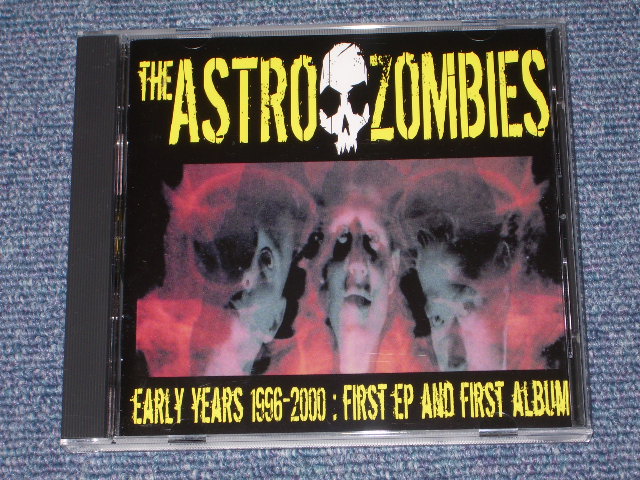 THE ASTRO ZOMBIES
EARLY YEARS 1996-2000 : FIRST EP AND FIRST ALBUM